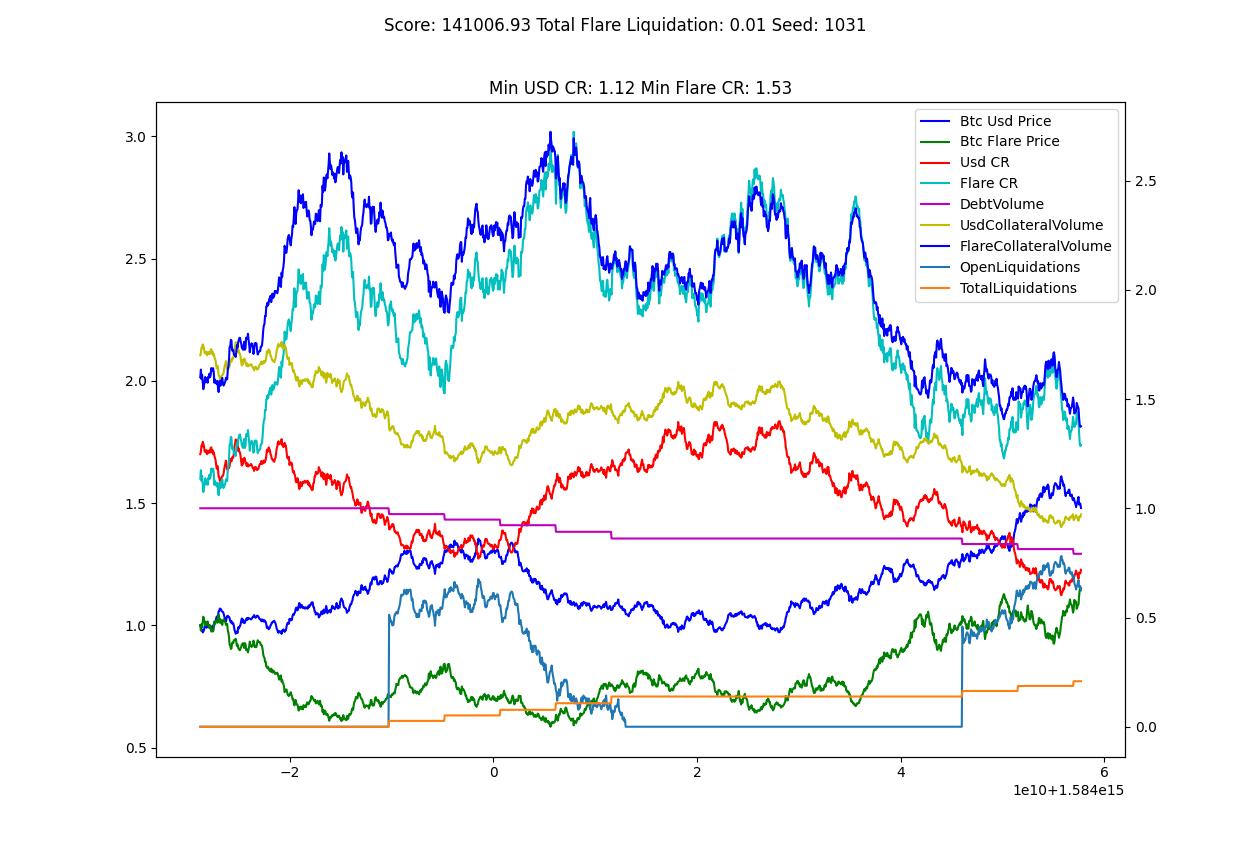 Score: 141006.93 Total Flare Liquidation: 0.01 Seed: 1031
Min USD CR: 1.12 Min Flare CR: 1.53
3.0
2.5
2.0
1.5
1.0
0.5
Btc Usd Price
Btc Flare Price
Usd CR
Flare CR
DebtVolume
UsdCollateralVolume
FlareCollateralVolume
OpenLiquidations
TotalLiquidations
2.5
2.0
1.5
1.0
0.5
0.0
−2 0 2 4 6
1e10+1.584e15